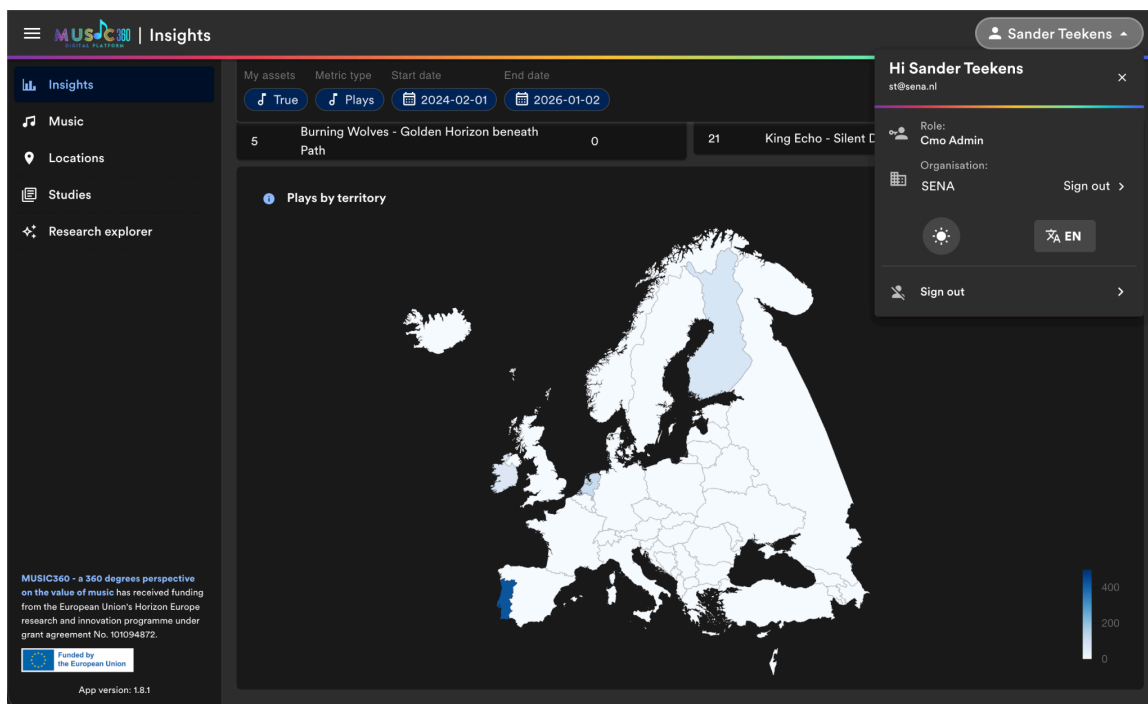 MUSIC360
DIGITAL PLATFORM
| Insights
Sander Teekens
Insights
Music
Locations
Studies
Research explorer
MUSIC360 - a 360 degrees perspective
on the value of music has received funding
from the European Union's Horizon Europe
research and innovation programme under
grant agreement No. 101094872.
Funded by
the European Union
App version: 1.8.1
My assets Metric type Start date End date
True Plays 2024-02-01 2026-01-02
5 Burning Wolves - Golden Horizon beneath 0
Path
21 King Echo - Silent D
Plays by territory
400
200
0
Hi Sander Teekens
st@sena.nl
Role:
Cmo Admin
Organisation:
SENA Sign out
EN
Sign out